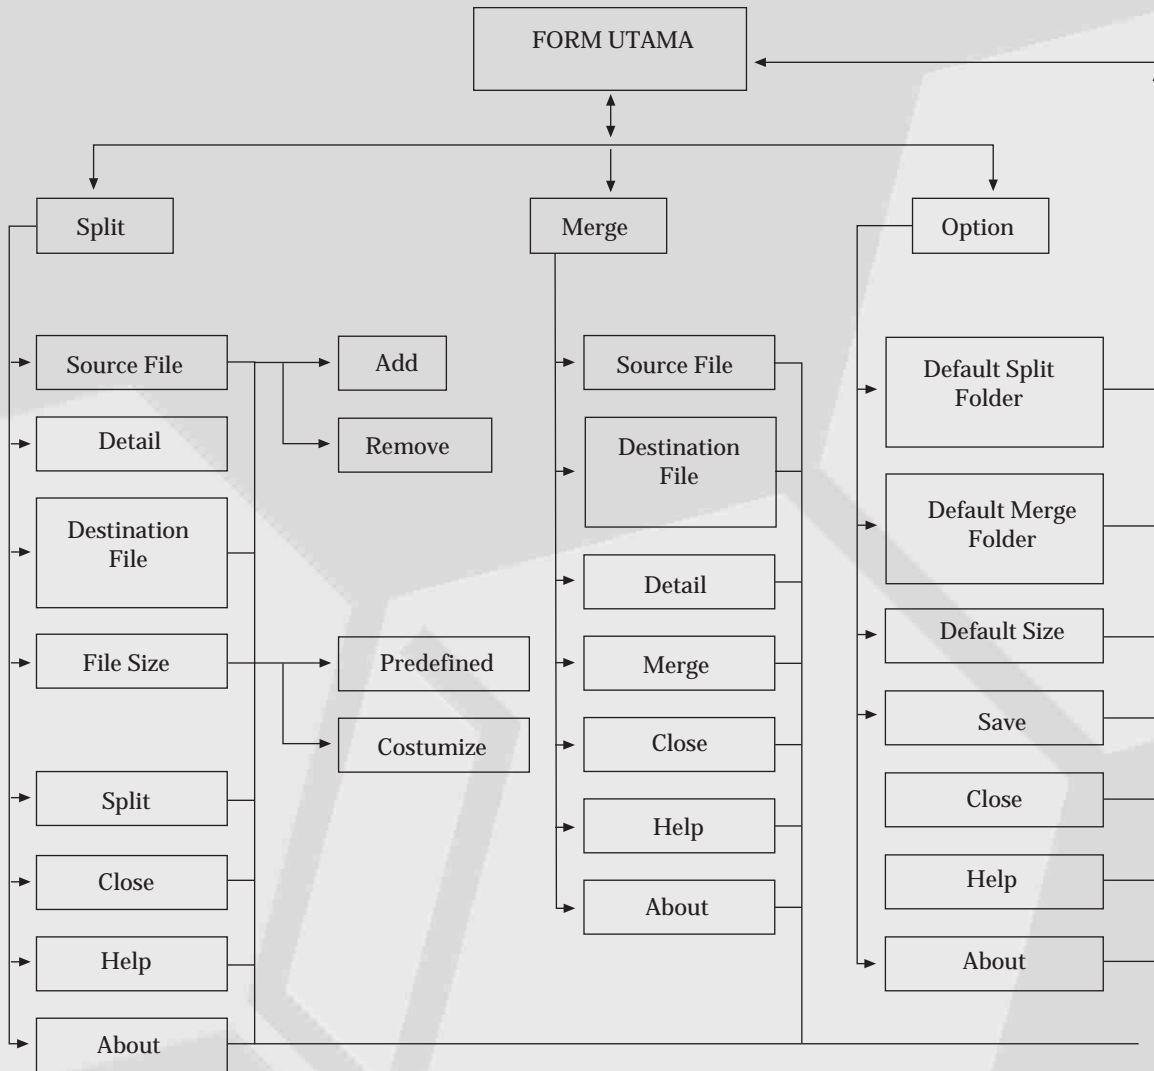 FORM UTAMA
Split
Merge
Option
Source File
Detail
Destination
File
File Size
Split
Close
Help
About
Add
Remove
Predefined
Costumize
Source File
Destination
File
Detail
Merge
Close
Help
About
Default Split
Folder
Default Merge
Folder
Default Size
Save
Close
Help
About